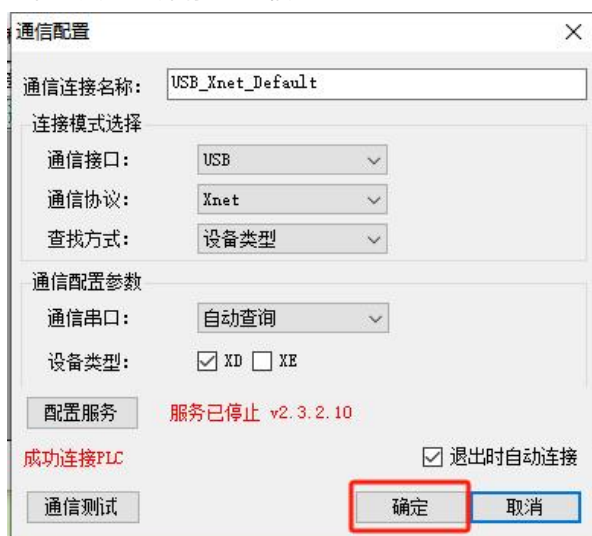 通信配置
通信连接名称: USB_Xnet_Default
连接模式选择
通信接口: USB
通信协议: Xnet
查找方式: 设备类型
通信配置参数
通信串口: 自动查询
设备类型: XD XE
配置服务 服务已停止 v2.3.2.10
成功连接PLC 退出时自动连接
通信测试 确定 取消